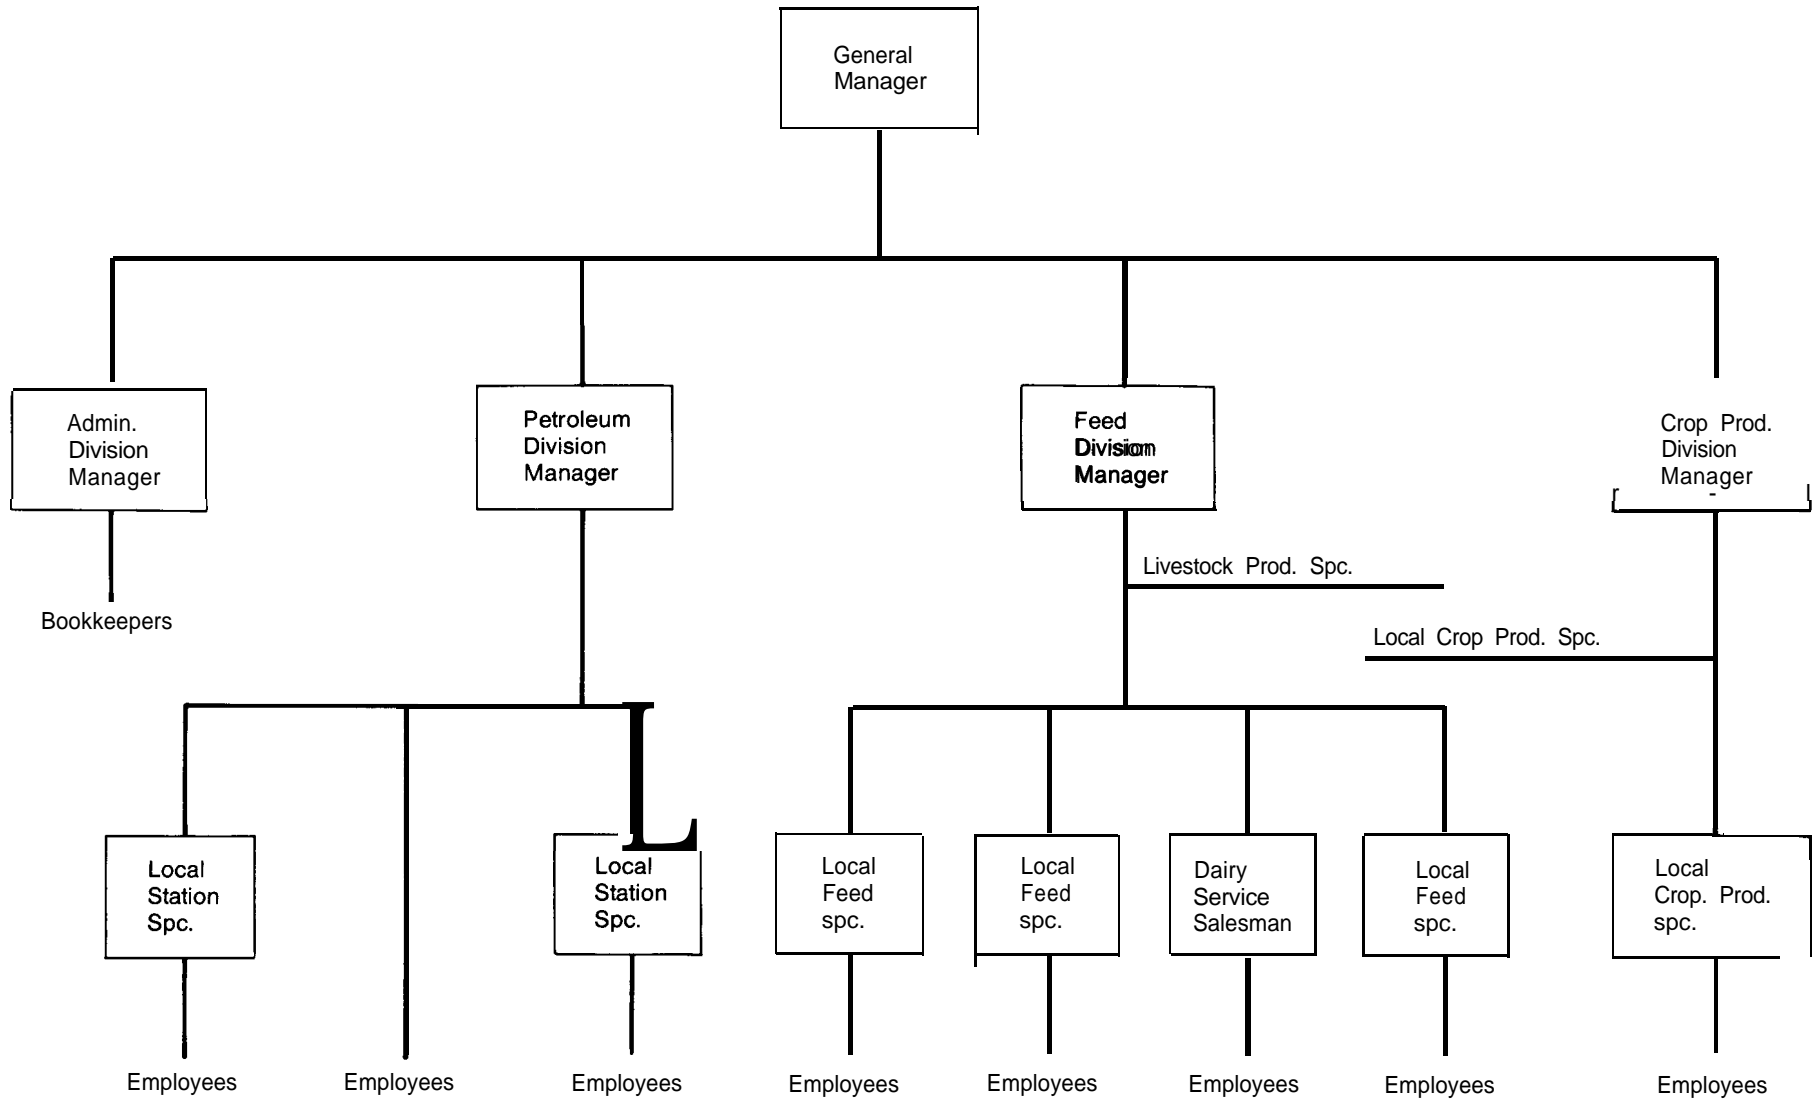 General
Manager
Admin.
Division
Manager
Petroleum
Division
Manager
Feed
Division
Manager
Crop Prod.
Division
Manager
Livestock Prod. Spc.
Bookkeepers
Local Crop Prod. Spc.
Local
Station
Spc.
Local
Station
Spc.
Local
Feed
spc.
Local
Feed
spc.
Dairy
Service
Salesman
Local
Feed
spc.
Local
Crop. Prod.
spc.
Employees
Employees
Employees
Employees
Employees
Employees
Employees
Employees